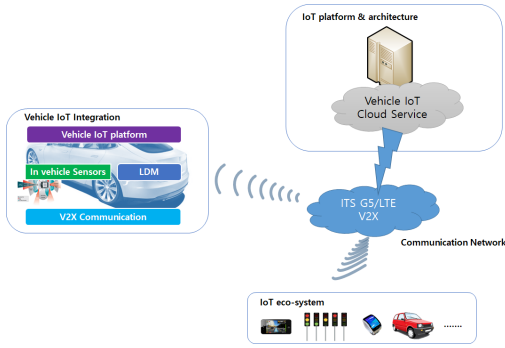 IoT platform & architecture
Vehicle IoT
Cloud Service
Vehicle IoT Integration
Vehicle IoT platform
in vehicle Sensors
LDM
V2X Communication
ITS G5/LTE
V2X
Communication Network
IoT eco-system
.......